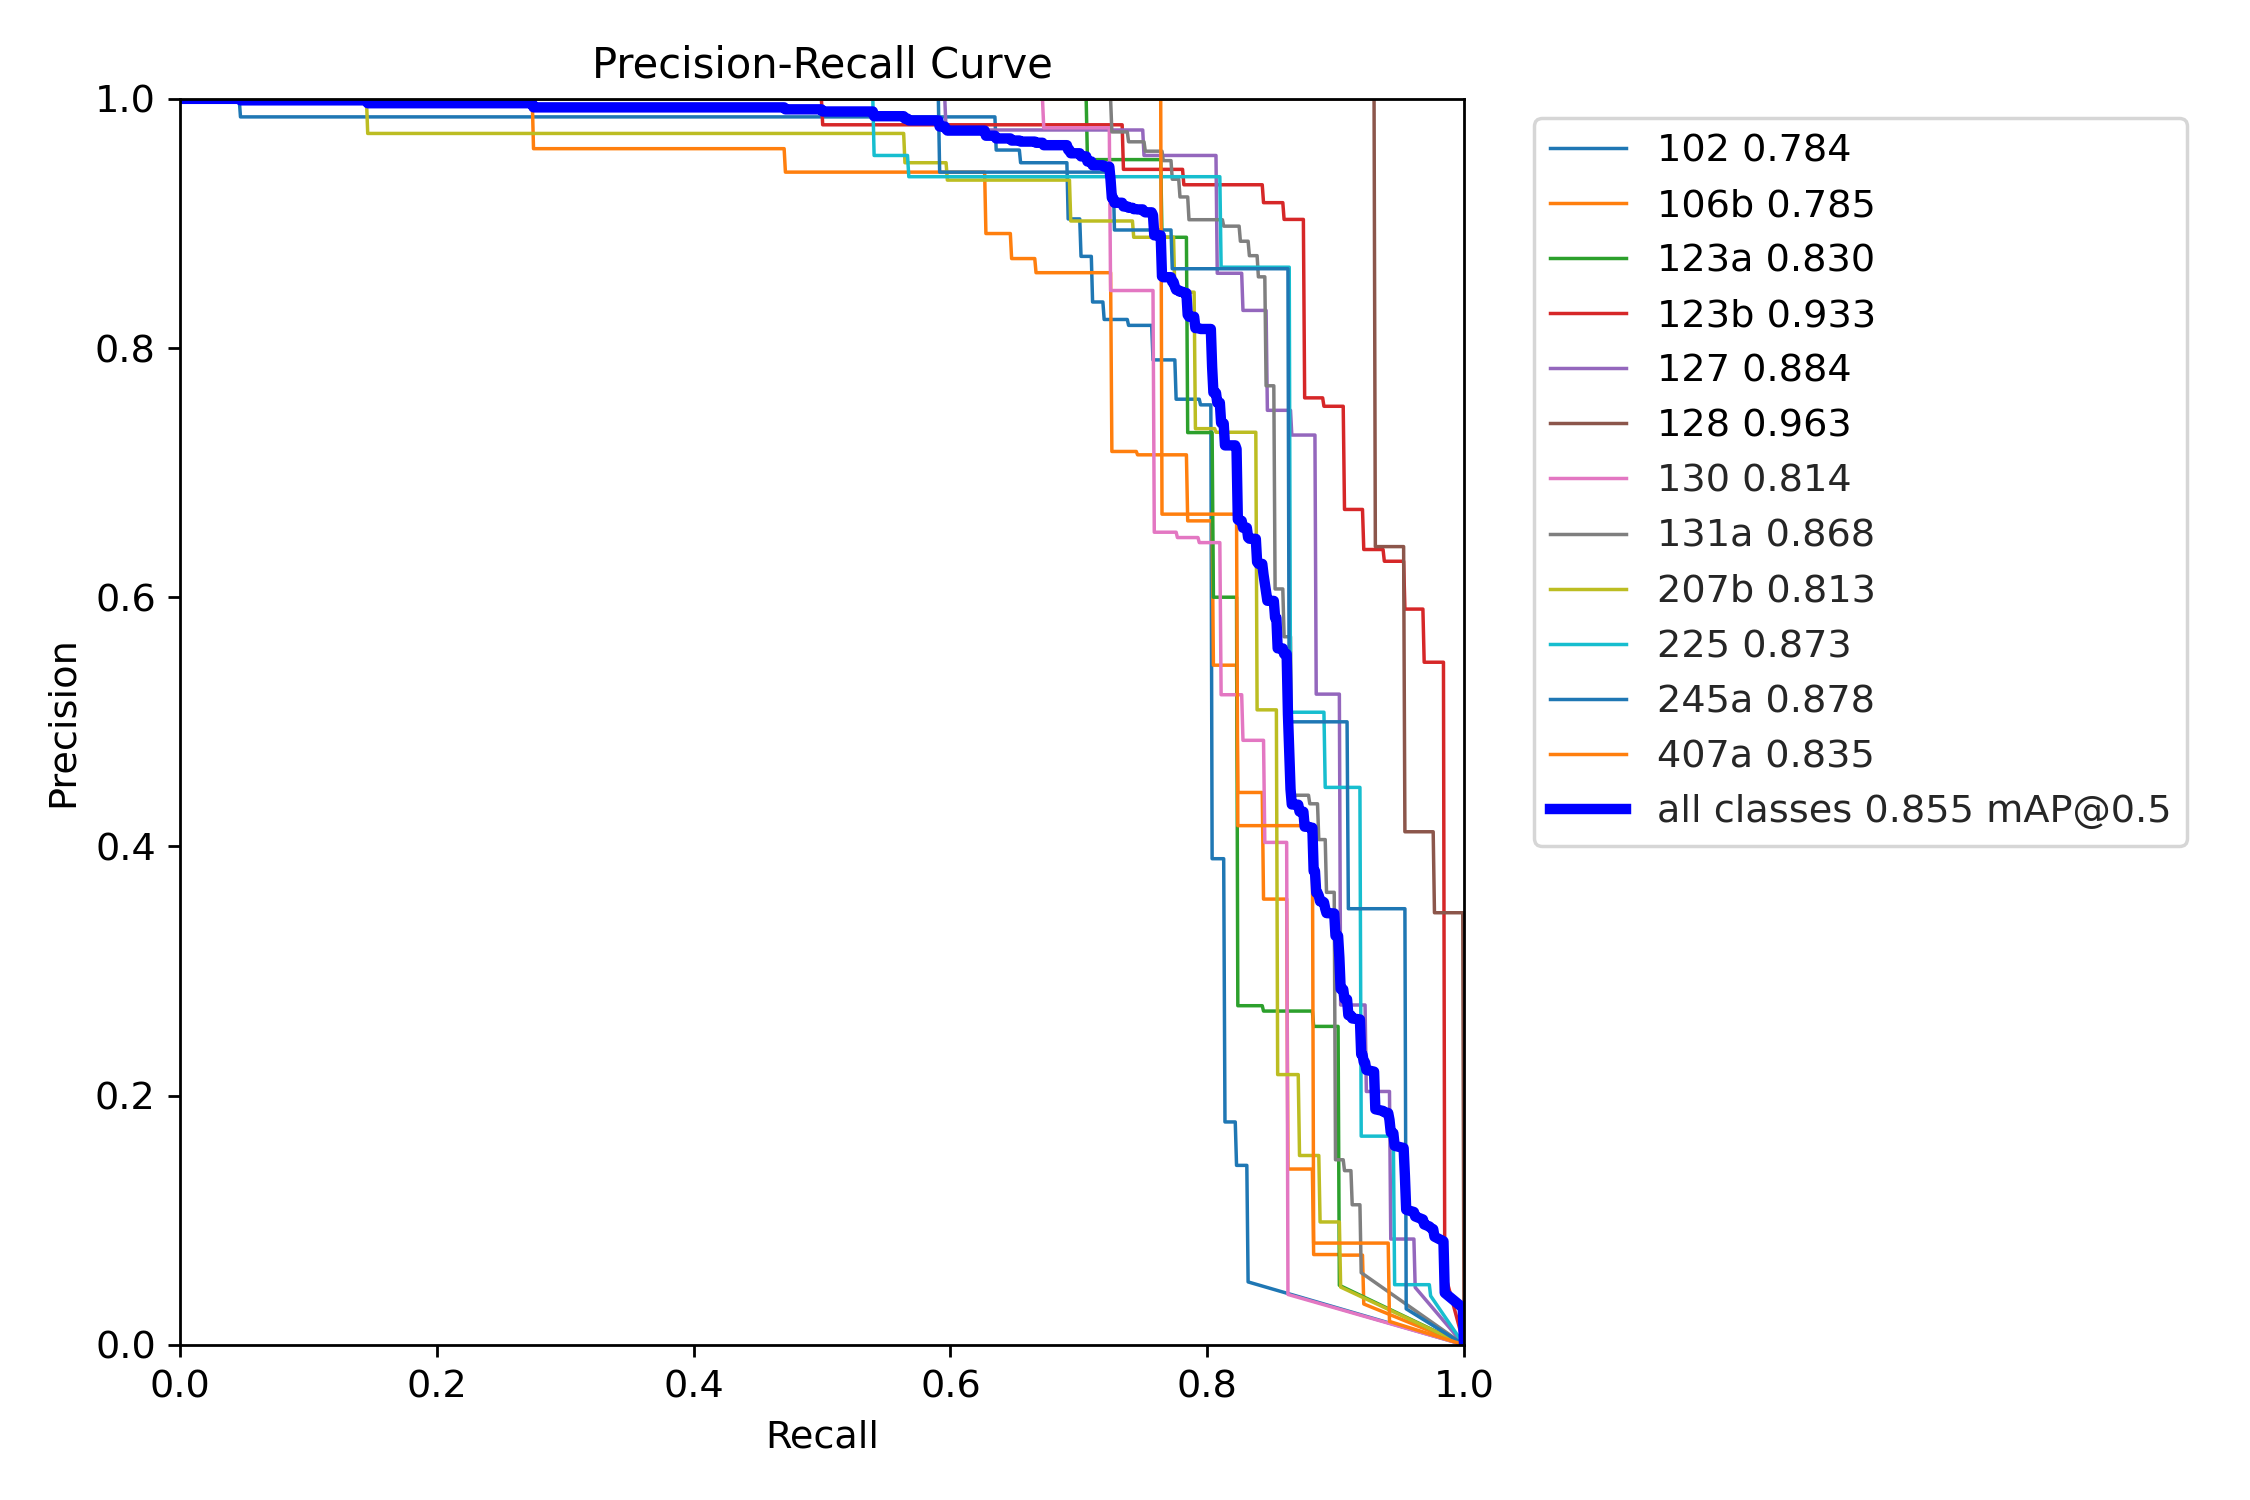 Precision-Recall Curve
1.0
0.8
0.6
0.4
0.2
0.0
Precision
0.0 0.2 0.4 0.6 0.8 1.0
Recall
102 0.784
106b 0.785
123a 0.830
123b 0.933
127 0.884
128 0.963
130 0.814
131a 0.868
207b 0.813
225 0.873
245a 0.878
407a 0.835
all classes 0.855 mAP@0.5